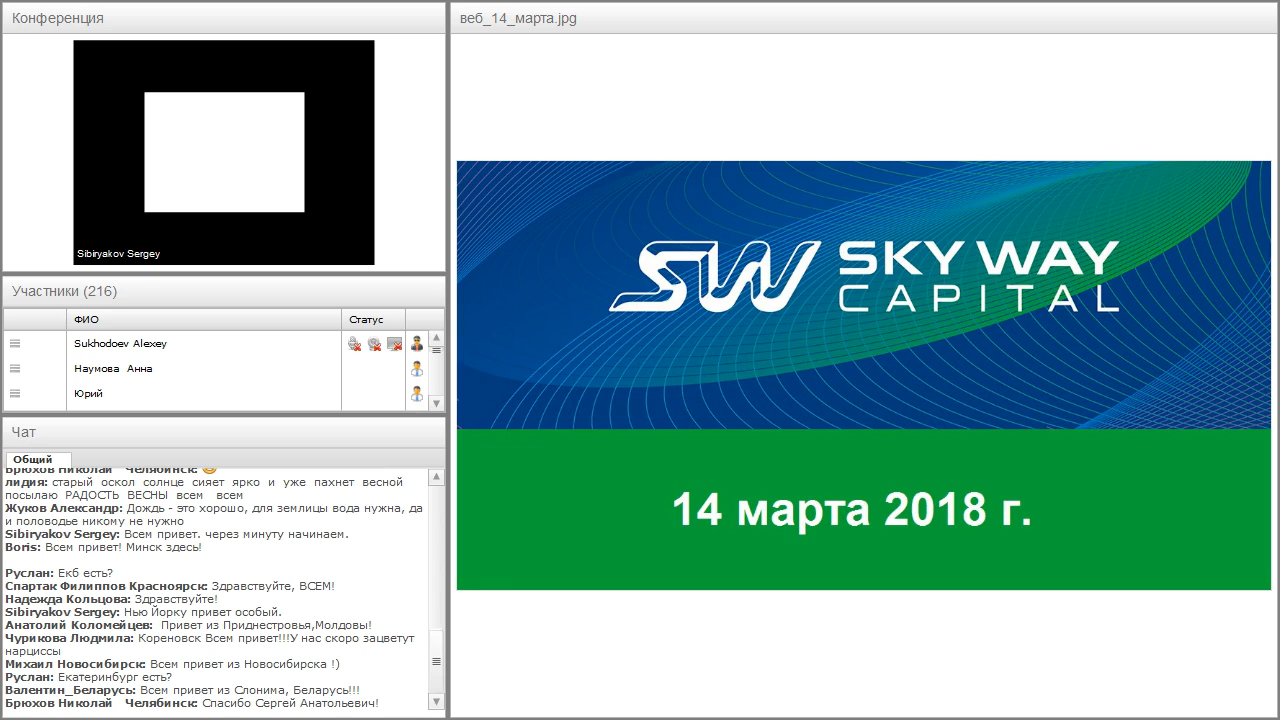 Конференция
Sibiryakov Sergey
Участники (216)
ФИО
Статус
Sukhodoev Alexey
Наумова Анна
Юрий
Чат
Общий
Брюхов Николай Челябинск:
лидия: старый оскол солнце сияет ярко и уже пахнет весной
посылаю РАДОСТЬ ВЕСНЫ всем всем
Жуков Александр: Дождь - это хорошо, для землицы вода нужна, да
и половодье никому не нужно
Sibiryakov Sergey: Всем привет. через минуту начинаем.
Boris: Всем привет! Минск здесь!
Руслан: Екб есть?
Спартак Филиппов Красноярск: Здравствуйте, ВСЕМ!
Надежда Кольцова: Здравствуйте!
Sibiryakov Sergey: Нью Йорку привет особый.
Анатолий Коломейцев: Привет из Приднестровья,Молдовы!
Чурикова Людмила: Кореновск Всем привет!!!У нас скоро зацветут
нарциссы
Михаил Новосибирск: Всем привет из Новосибирска !)
Руслан: Екатеринбург есть?
Валентин_Беларусь: Всем привет из Слонима, Беларусь!!!
Брюхов Николай Челябинск: Спасибо Сергей Анатольевич!
веб_14_марта.jpg
SW SKY WAY
CAPITAL
14 марта 2018 г.